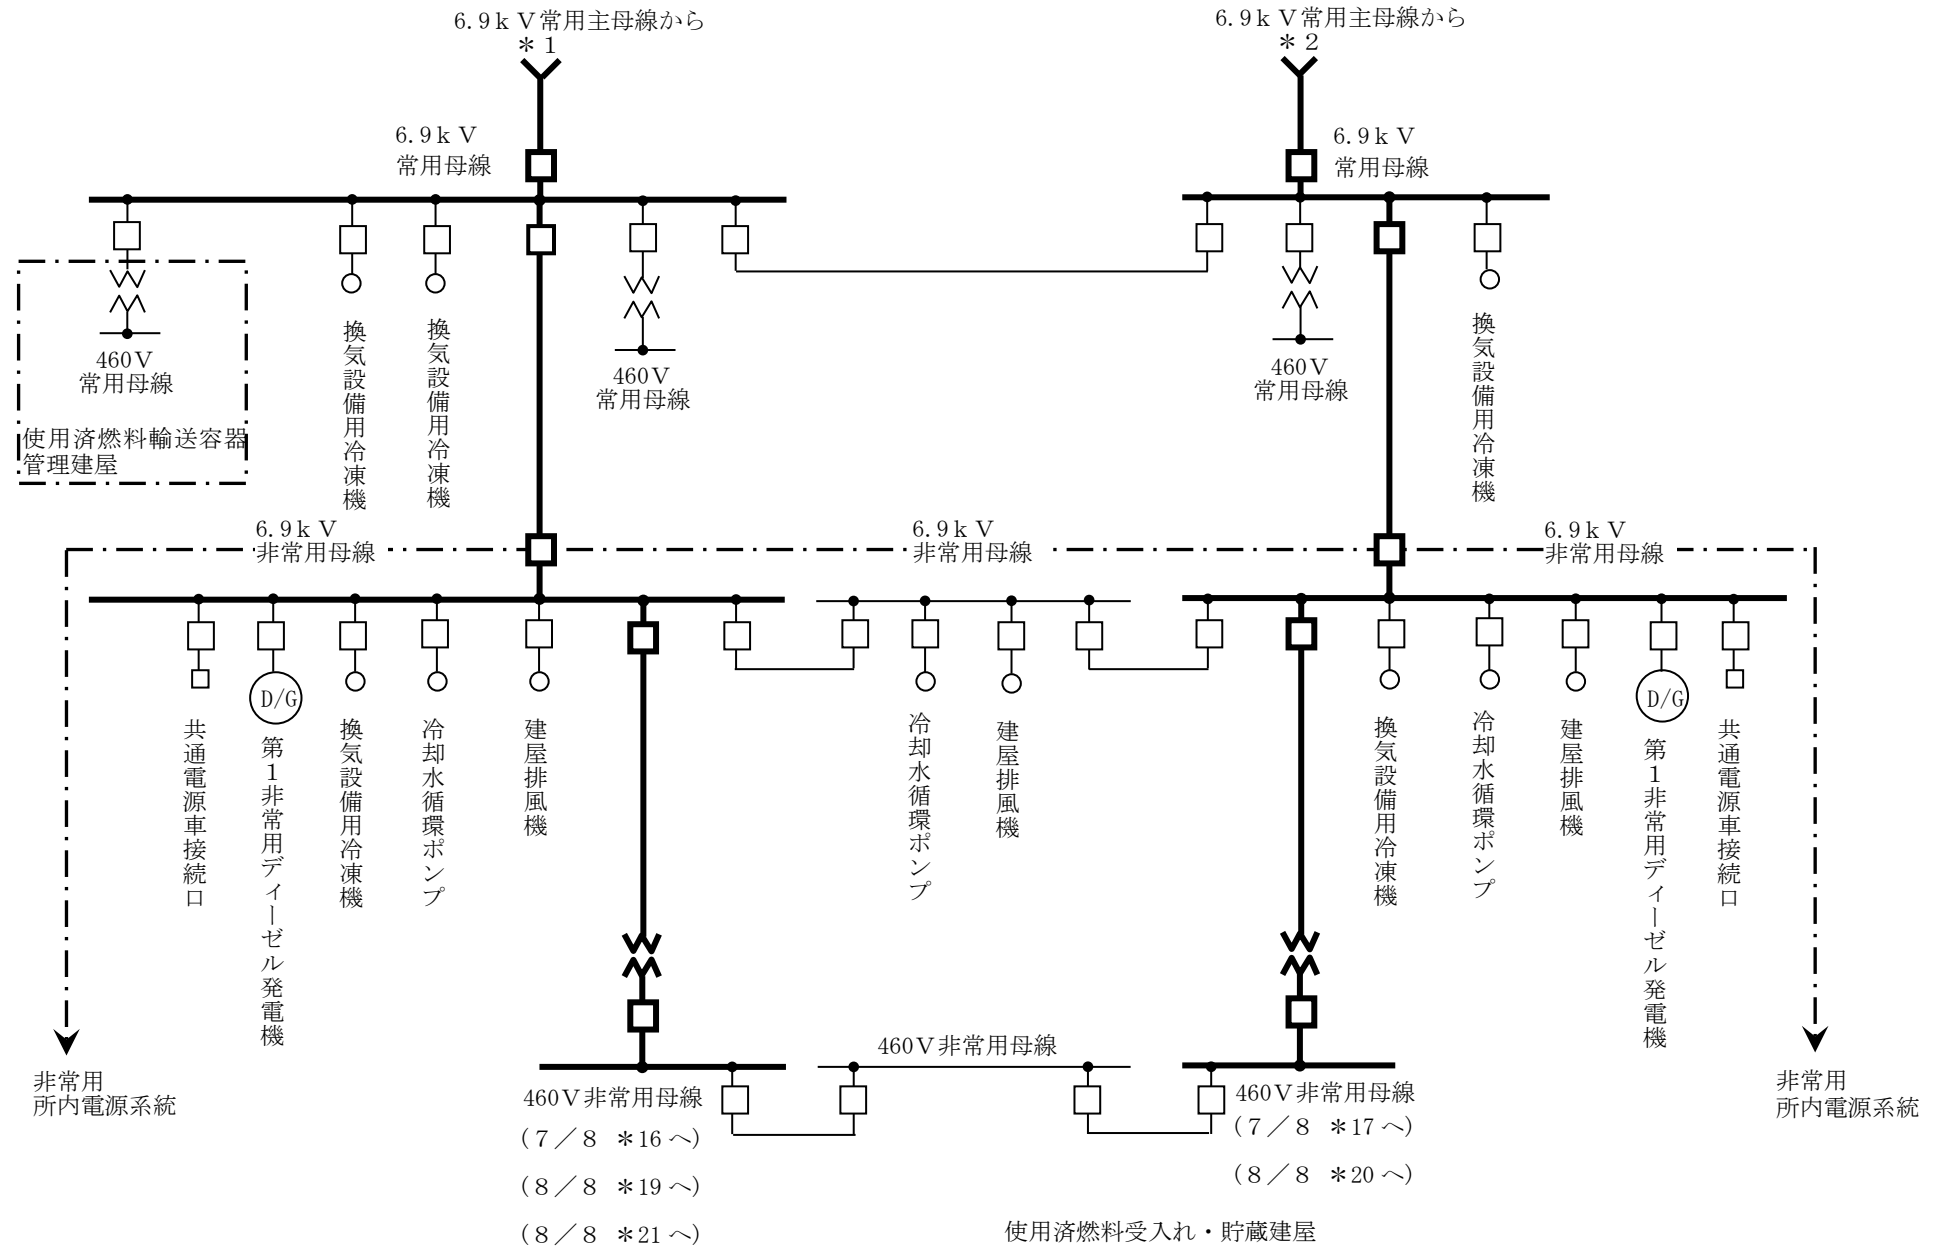 6.9ｋＶ常用主母線から
＊１
6.9ｋＶ常用主母線から
＊２
6.9ｋＶ
常用母線
6.9ｋＶ
常用母線
460Ｖ
常用母線
使用済燃料輸送容器
管理建屋
換気設備用冷凍機
換気設備用冷凍機
460Ｖ
常用母線
460Ｖ
常用母線
換気設備用冷凍機
6.9ｋＶ
非常用母線
6.9ｋＶ
非常用母線
6.9ｋＶ
非常用母線
D/G
D/G
共通電源車接続口
第１非常用ディーゼル発電機
換気設備用冷凍機
冷却水循環ポンプ
建屋排風機
冷却水循環ポンプ
建屋排風機
換気設備用冷凍機
冷却水循環ポンプ
建屋排風機
第１非常用ディーゼル発電機
共通電源車接続口
非常用
所内電源系統
460Ｖ非常用母線
（７／８ ＊16 へ）
（８／８ ＊19 へ）
（８／８ ＊21 へ）
460Ｖ非常用母線
460Ｖ非常用母線
（７／８ ＊17 へ）
（８／８ ＊20 へ）
非常用
所内電源系統
使用済燃料受入れ・貯蔵建屋